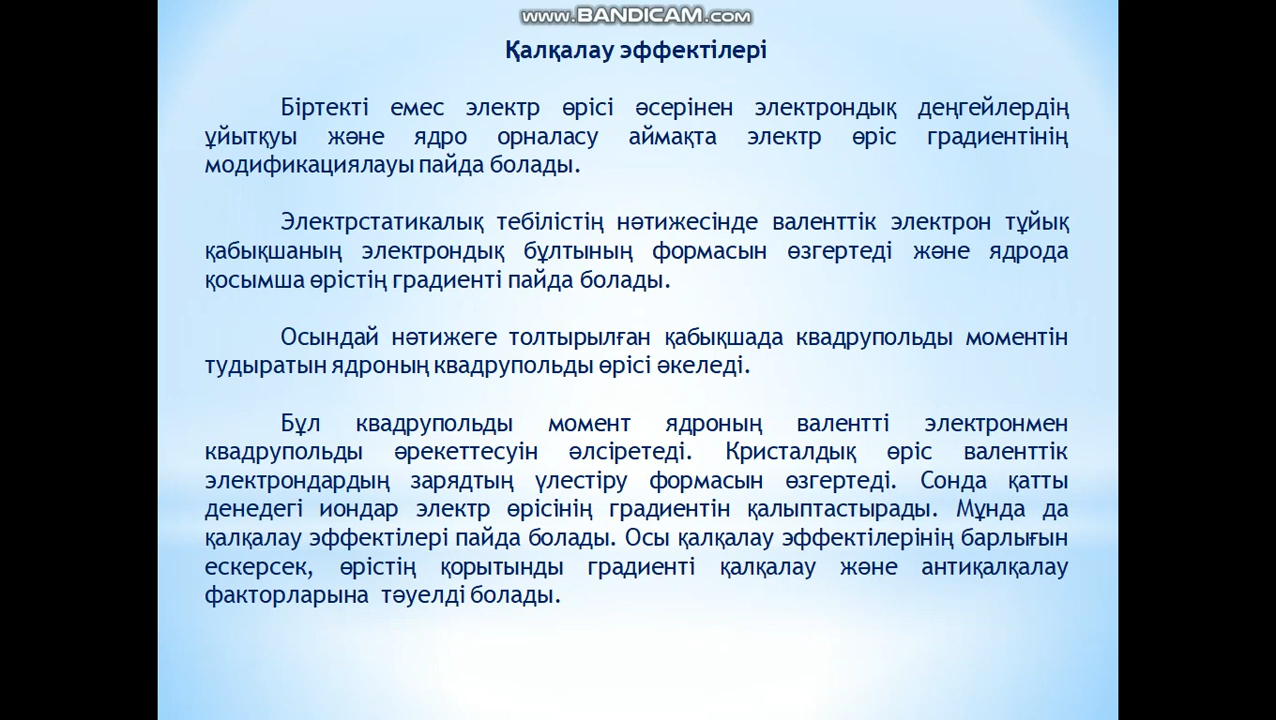 www.BANDICAM.com
Қалқалау эффектілері
Біртекті емес электр өрісі әсерінен электрондық деңгейлердің
ұйытқуы және ядро орналасу аймақта электр өріс градиентінің
модификациялауы пайда болады.
Электрстатикалық тебілістің нәтижесінде валенттік электрон тұйық
қабықшаның электрондық бұлтының формасын өзгертеді және ядрода
қосымша өрістің градиенті пайда болады.
Осындай нәтижеге толтырылған қабықшада квадрупольды моментін
тудыратын ядроның квадрупольды өрісі әкеледі.
Бұл квадрупольды момент ядроның валентті электронмен
квадрупольды әрекеттесуін әлсіретеді. Кристалдық өріс валенттік
электрондардың зарядтың үлестіру формасын өзгертеді. Сонда қатты
денедегі иондар электр өрісінің градиентін қалыптастырады. Мұнда да
қалқалау эффектілері пайда болады. Осы қалқалау эффектілерінің барлығын
ескерсек, өрістің қорытынды градиенті қалқалау және антиқалқалау
факторларына тәуелді болады.